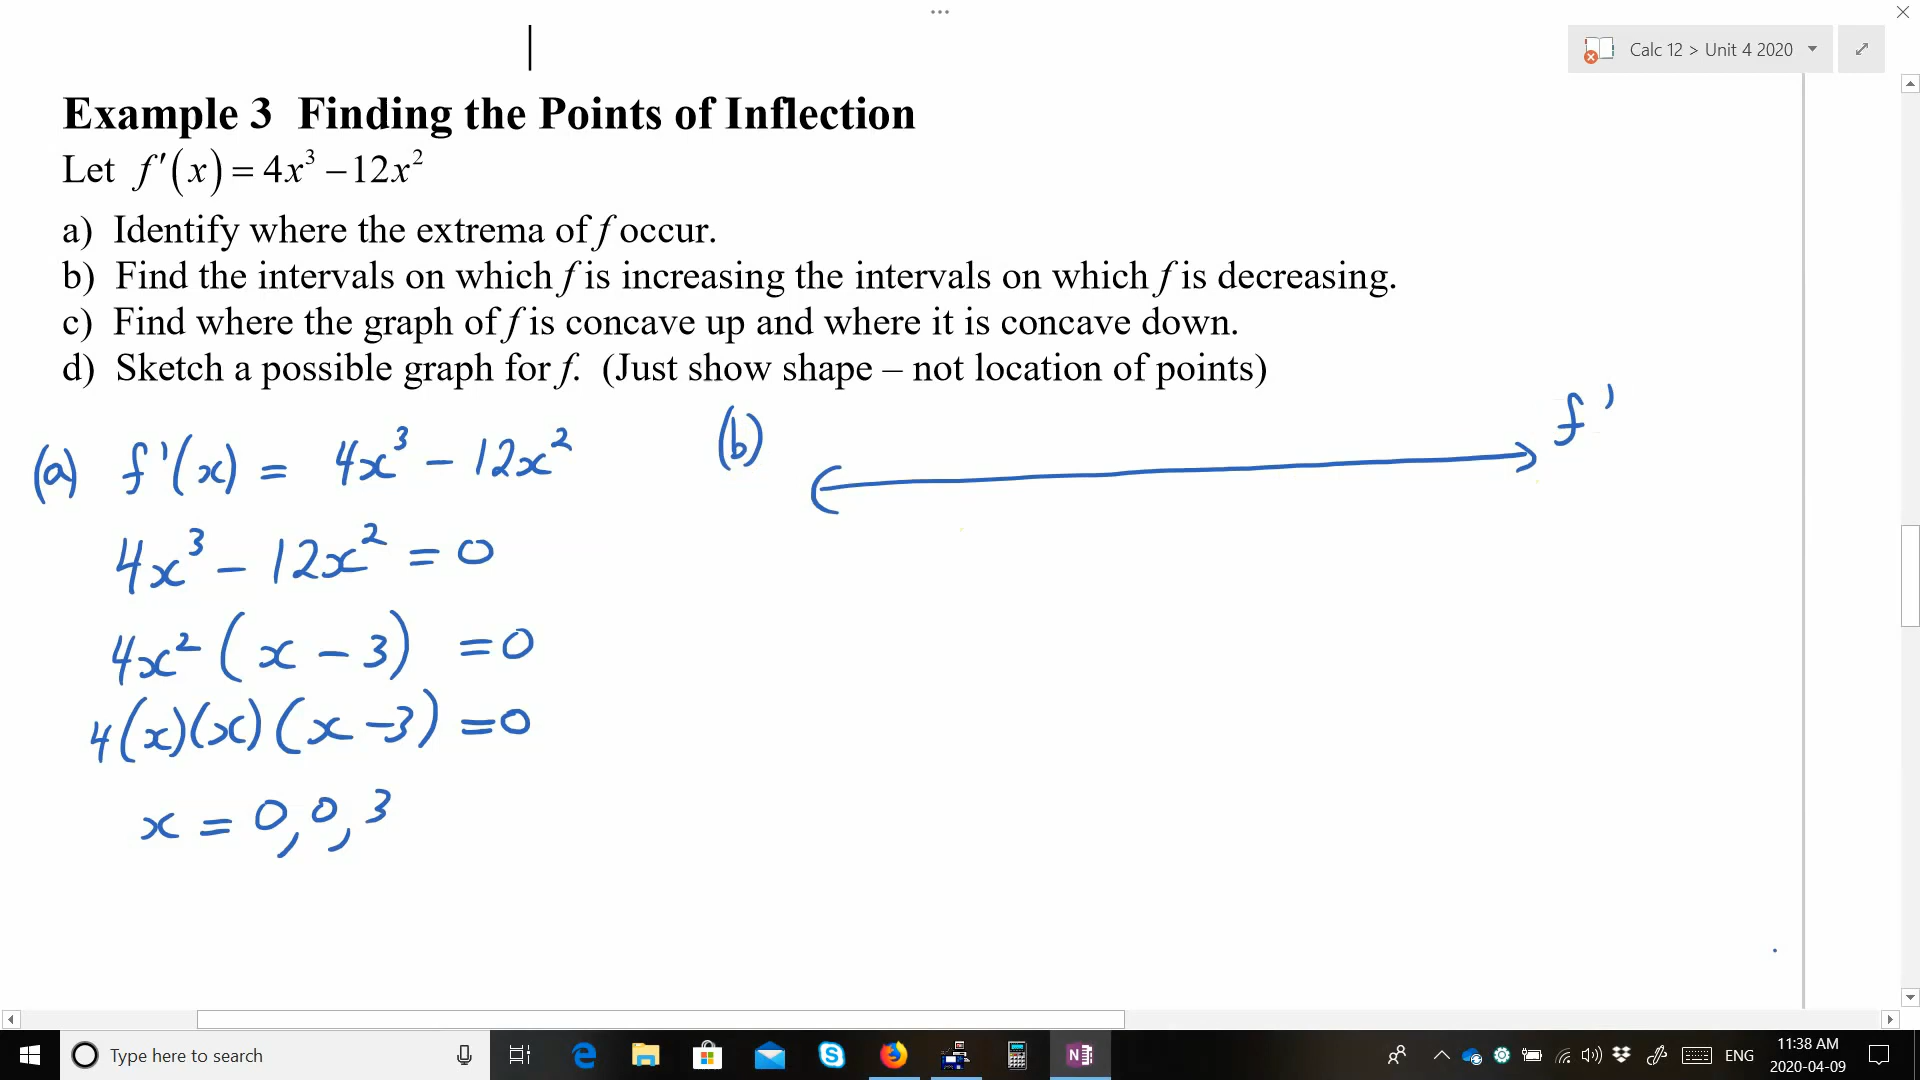 Calc 12 > Unit 4 2020
Example 3 Finding the Points of Inflection
Let f′(x) = 4x³ − 12x²
a) Identify where the extrema of f occur.
b) Find the intervals on which f is increasing the intervals on which f is decreasing.
c) Find where the graph of f is concave up and where it is concave down.
d) Sketch a possible graph for f. (Just show shape – not location of points)
(a) f'(x) = 4x³ − 12x²
4x³ − 12x² = 0
4x² (x − 3) = 0
4(x)(x)(x − 3) = 0
x = 0, 0, 3
(b)
f'
Type here to search
N
ENG
11:38 AM
2020-04-09